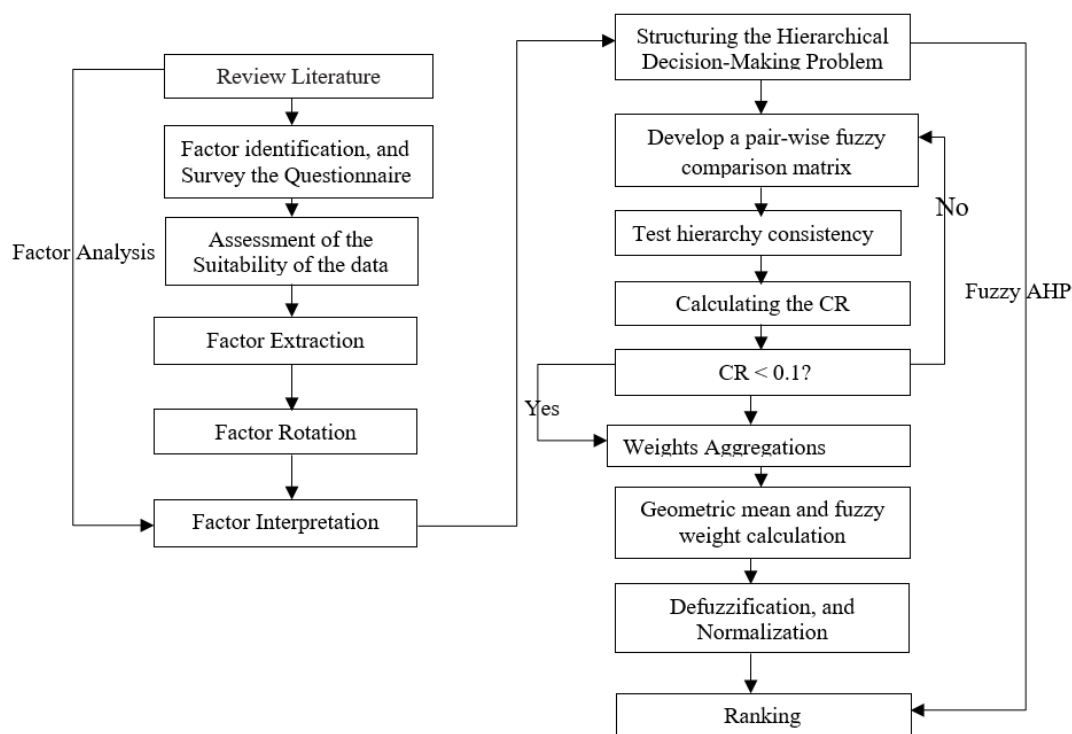 Review Literature
Factor identification, and
Survey the Questionnaire
Assessment of the
Suitability of the data
Factor Analysis
Factor Extraction
Factor Rotation
Factor Interpretation
Structuring the Hierarchical
Decision-Making Problem
Develop a pair-wise fuzzy
comparison matrix
No
Test hierarchy consistency
Calculating the CR
Fuzzy AHP
CR < 0.1?
Yes
Weights Aggregations
Geometric mean and fuzzy
weight calculation
Defuzzification, and
Normalization
Ranking